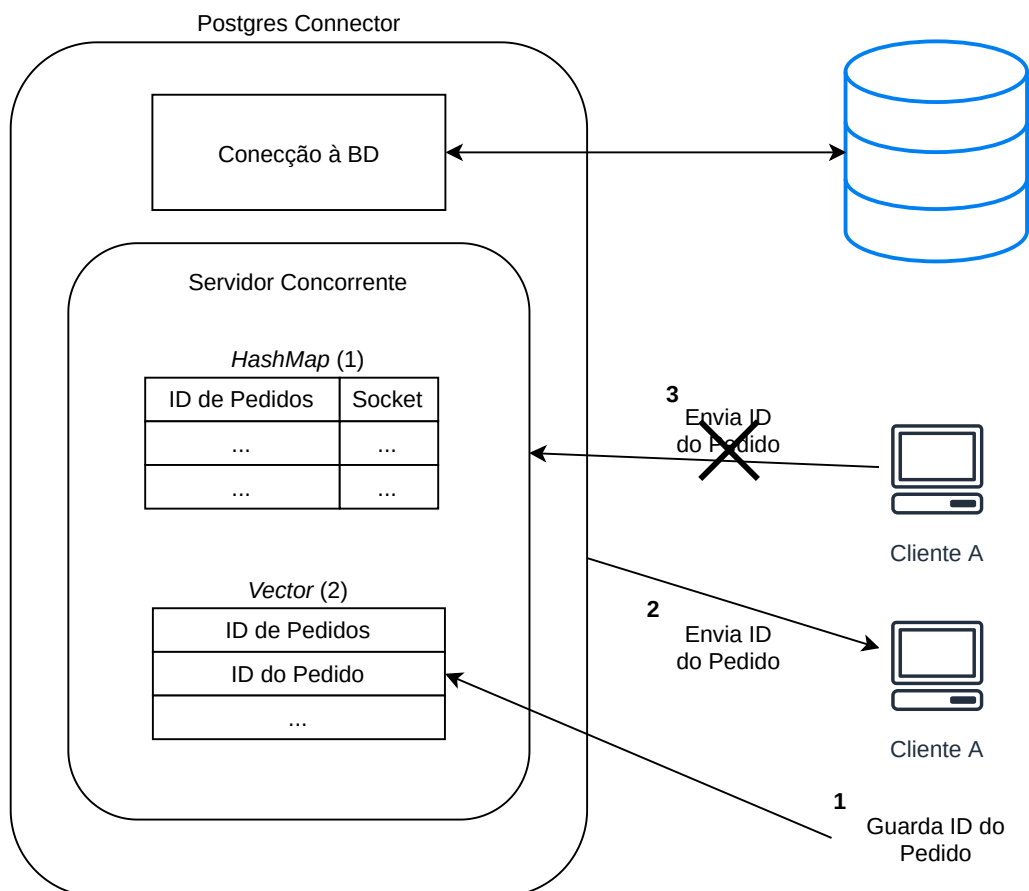 Postgres Connector
Conecção à BD
Servidor Concorrente
HashMap (1)
ID de Pedidos
Socket
...
...
...
...
3
Envia ID
do Pedido
Cliente A
Vector (2)
ID de Pedidos
ID do Pedido
...
2
Envia ID
do Pedido
Cliente A
1
Guarda ID do
Pedido